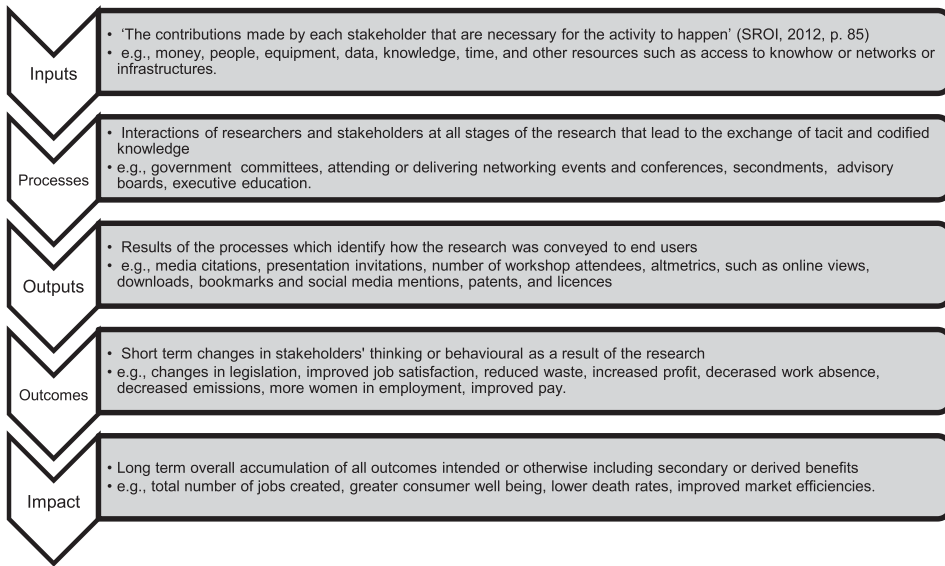 Inputs
• 'The contributions made by each stakeholder that are necessary for the activity to happen' (SROI, 2012, p. 85)
• e.g., money, people, equipment, data, knowledge, time, and other resources such as access to knowhow or networks or
infrastructures.
Processes
• Interactions of researchers and stakeholders at all stages of the research that lead to the exchange of tacit and codified
knowledge
• e.g., government committees, attending or delivering networking events and conferences, secondments, advisory
boards, executive education.
Outputs
• Results of the processes which identify how the research was conveyed to end users
• e.g., media citations, presentation invitations, number of workshop attendees, altmetrics, such as online views,
downloads, bookmarks and social media mentions, patents, and licences
Outcomes
• Short term changes in stakeholders' thinking or behavioural as a result of the research
• e.g., changes in legislation, improved job satisfaction, reduced waste, increased profit, decerased work absence,
decreased emissions, more women in employment, improved pay.
Impact
• Long term overall accumulation of all outcomes intended or otherwise including secondary or derived benefits
• e.g., total number of jobs created, greater consumer well being, lower death rates, improved market efficiencies.